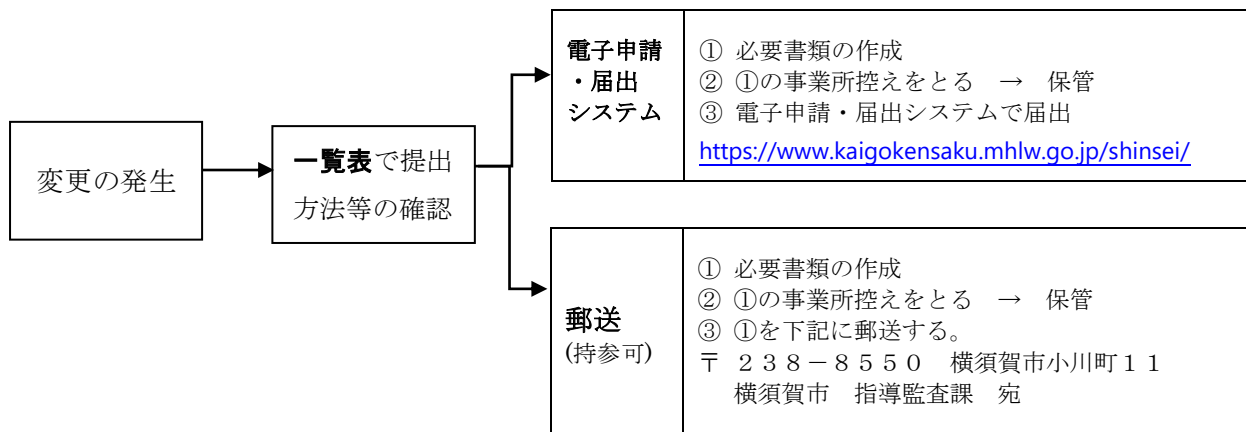 変更の発生
一覧表で提出
方法等の確認
電子申請
・届出
システム
① 必要書類の作成
② ①の事業所控えをとる → 保管
③ 電子申請・届出システムで届出
https://www.kaigokensaku.mhlw.go.jp/shinsei/
郵送
(持参可)
① 必要書類の作成
② ①の事業所控えをとる → 保管
③ ①を下記に郵送する。
〒 ２３８－８５５０ 横須賀市小川町１１
横須賀市 指導監査課 宛